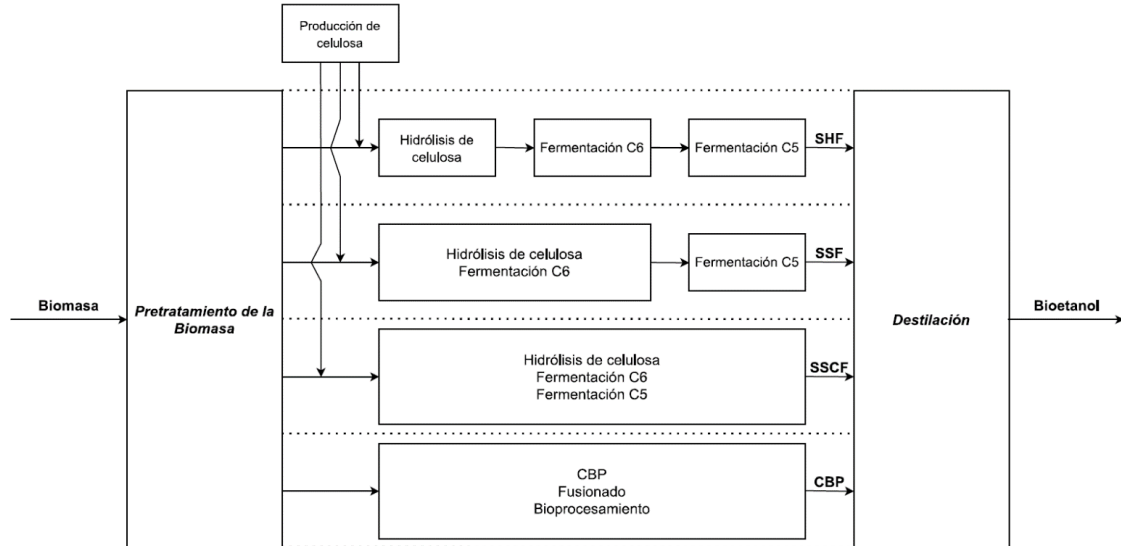 Producción de
celulosa
Hidrólisis de
celulosa
Fermentación C6
Fermentación C5
SHF
Hidrólisis de celulosa
Fermentación C6
Fermentación C5
SSF
Biomasa
Pretratamiento de la
Biomasa
Destilación
Bioetanol
Hidrólisis de celulosa
Fermentación C6
Fermentación C5
SSCF
CBP
Fusionado
Bioprocesamiento
CBP